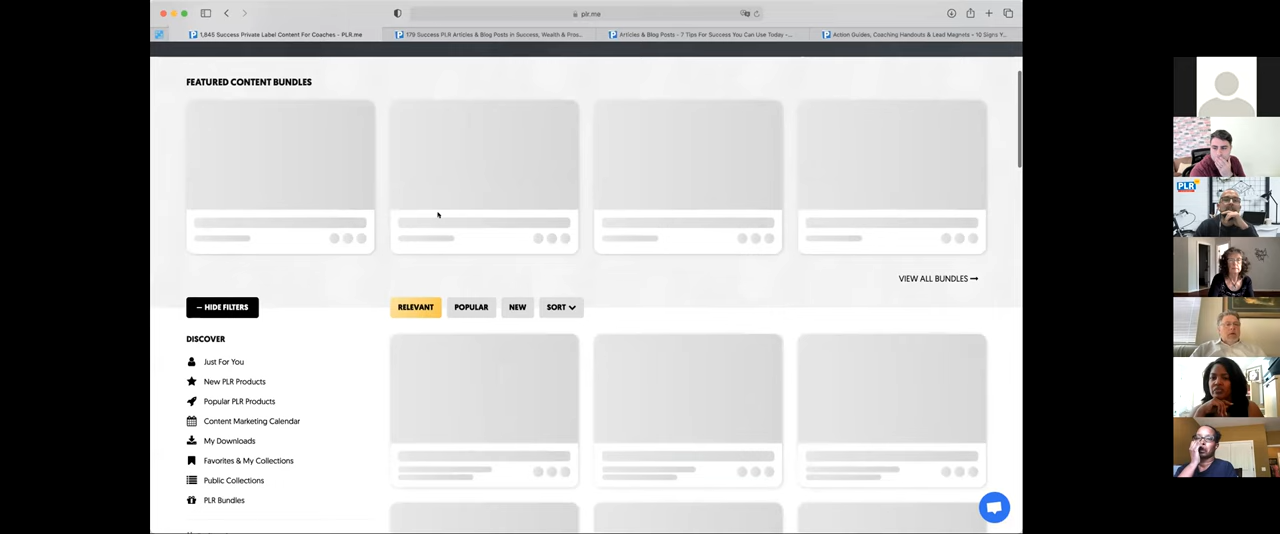 plr.me
1,845 Success Private Label Content For Coaches - PLR.me
179 Success PLR Articles & Blog Posts in Success, Wealth & Pros...
Articles & Blog Posts - 7 Tips For Success You Can Use Today -...
Action Guides, Coaching Handouts & Lead Magnets - 10 Signs Y...
FEATURED CONTENT BUNDLES
VIEW ALL BUNDLES
– HIDE FILTERS
RELEVANT
POPULAR
NEW
SORT
DISCOVER
Just For You
New PLR Products
Popular PLR Products
Content Marketing Calendar
My Downloads
Favorites & My Collections
Public Collections
PLR Bundles
PLR